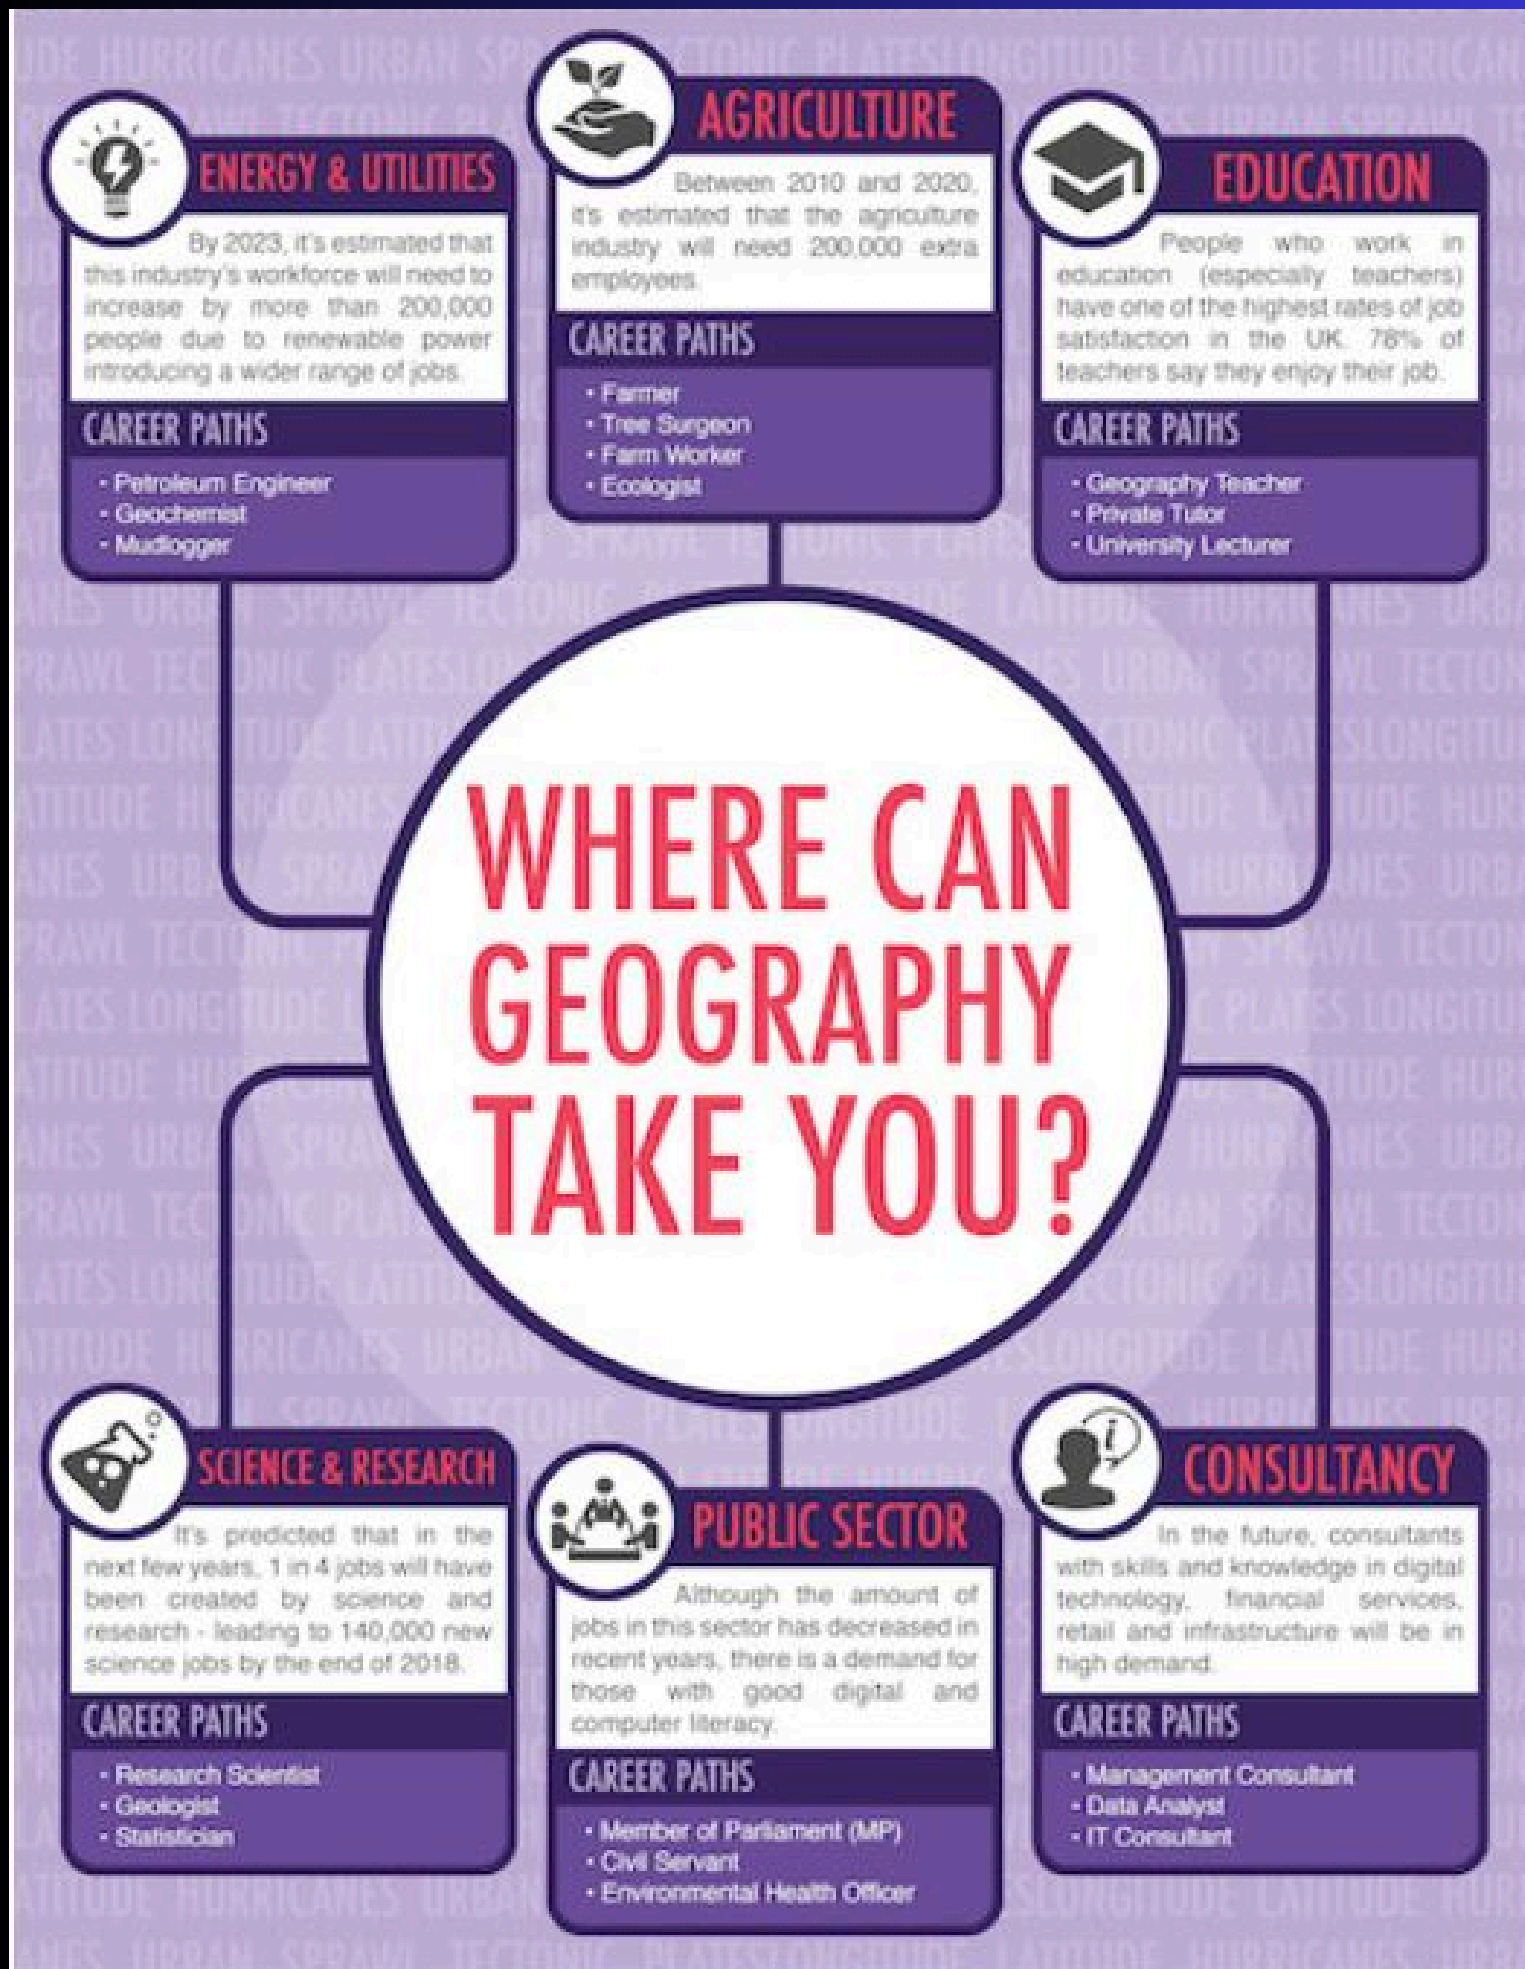 ENERGY & UTILITIES
By 2023, it's estimated that
this industry's workforce will need to
increase by more than 200,000
people due to renewable power
introducing a wider range of jobs.
CAREER PATHS
• Petroleum Engineer
• Geochemist
• Mudlogger
AGRICULTURE
Between 2010 and 2020,
it's estimated that the agriculture
industry will need 200,000 extra
employees.
CAREER PATHS
• Farmer
• Tree Surgeon
• Farm Worker
• Ecologist
EDUCATION
People who work in
education (especially teachers)
have one of the highest rates of job
satisfaction in the UK. 78% of
teachers say they enjoy their job.
CAREER PATHS
• Geography Teacher
• Private Tutor
• University Lecturer
WHERE CAN
GEOGRAPHY
TAKE YOU?
SCIENCE & RESEARCH
It's predicted that in the
next few years, 1 in 4 jobs will have
been created by science and
research - leading to 140,000 new
science jobs by the end of 2018.
CAREER PATHS
• Research Scientist
• Geologist
• Statistician
PUBLIC SECTOR
Although the amount of
jobs in this sector has decreased in
recent years, there is a demand for
those with good digital and
computer literacy.
CAREER PATHS
• Member of Parliament (MP)
• Civil Servant
• Environmental Health Officer
CONSULTANCY
In the future, consultants
with skills and knowledge in digital
technology, financial services,
retail and infrastructure will be in
high demand.
CAREER PATHS
• Management Consultant
• Data Analyst
• IT Consultant